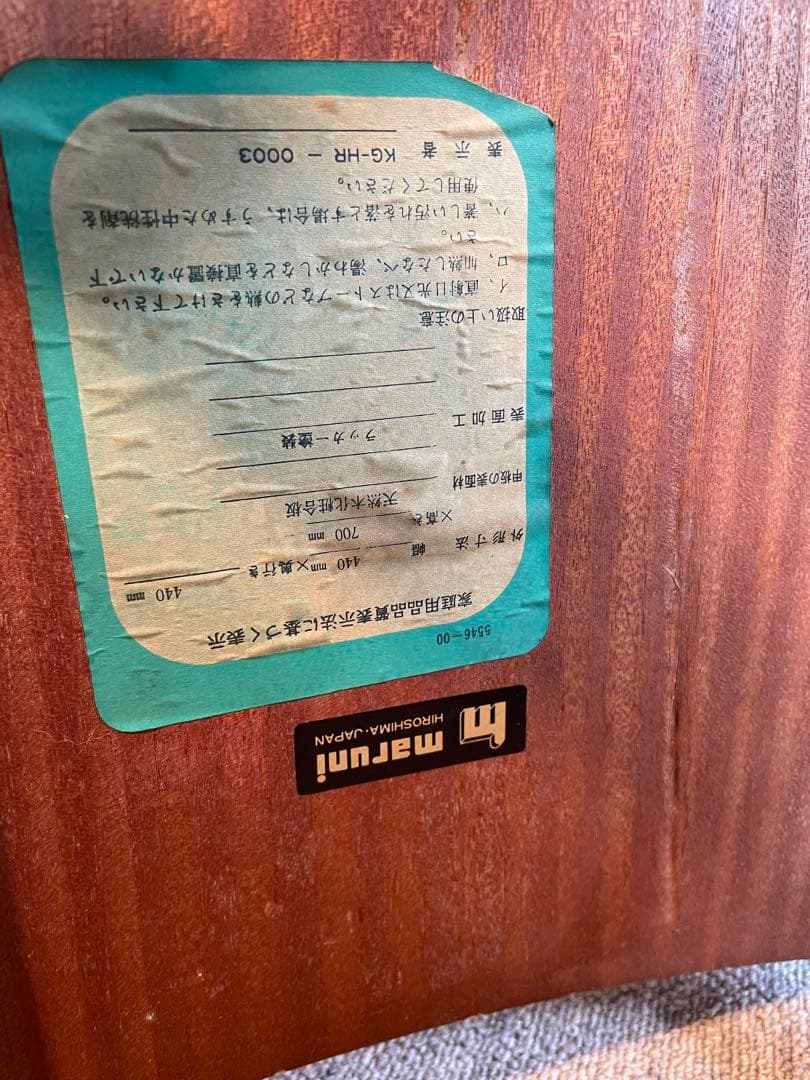 maruni
HIROSHIMA・JAPAN
5546-00
家庭用品品質表示法に基づく表示
外形寸法 幅 440 mm×奥行き 440 mm
×高さ 700 mm
甲板の表面材 天然木化粧合板
表面加工 ラッカー塗装
取扱い上の注意
イ、直射日光又はストーブなどの熱をさけて下さい。
ロ、加熱したなべ、湯わかしなどを直接置かないで下
さい。
ハ、著しい汚れを落とす場合は、うすめた中性洗剤を
使用してください。
表示者 KG-HR-0003